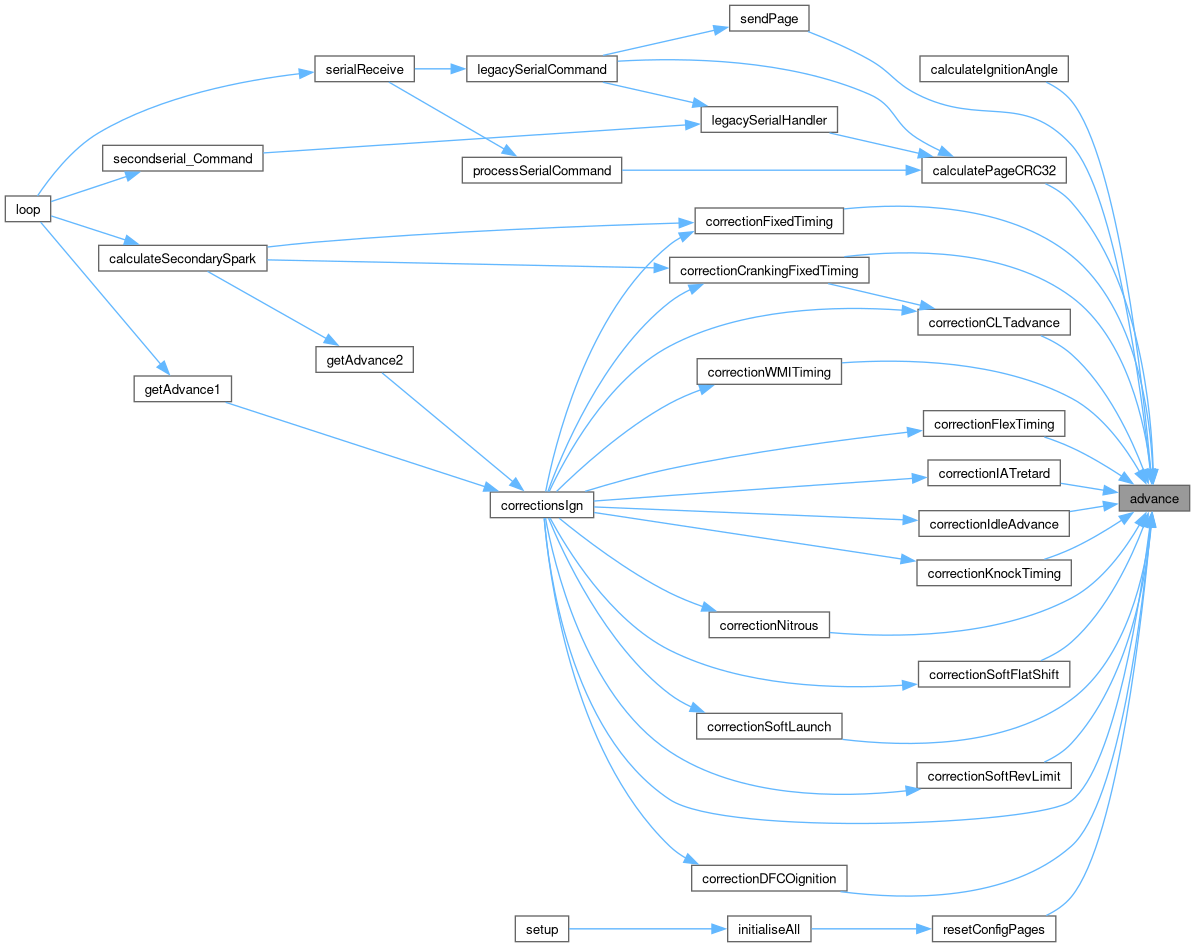 sendPage
serialReceive
legacySerialCommand
calculateIgnitionAngle
legacySerialHandler
secondserial_Command
processSerialCommand
calculatePageCRC32
loop
correctionFixedTiming
calculateSecondarySpark
correctionCrankingFixedTiming
correctionCLTadvance
getAdvance2
correctionWMITiming
getAdvance1
correctionFlexTiming
correctionIATretard
advance
correctionsIgn
correctionIdleAdvance
correctionKnockTiming
correctionNitrous
correctionSoftFlatShift
correctionSoftLaunch
correctionSoftRevLimit
correctionDFCOignition
setup
initialiseAll
resetConfigPages